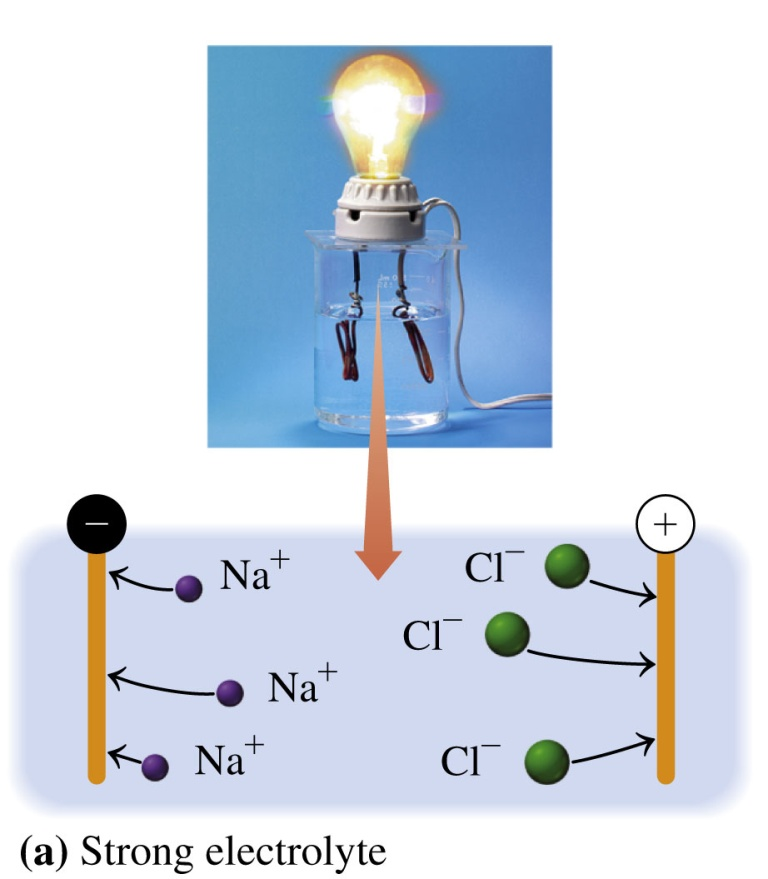 −
+
Na⁺
Cl⁻
Cl⁻
Na⁺
Na⁺
Cl⁻
(a) Strong electrolyte